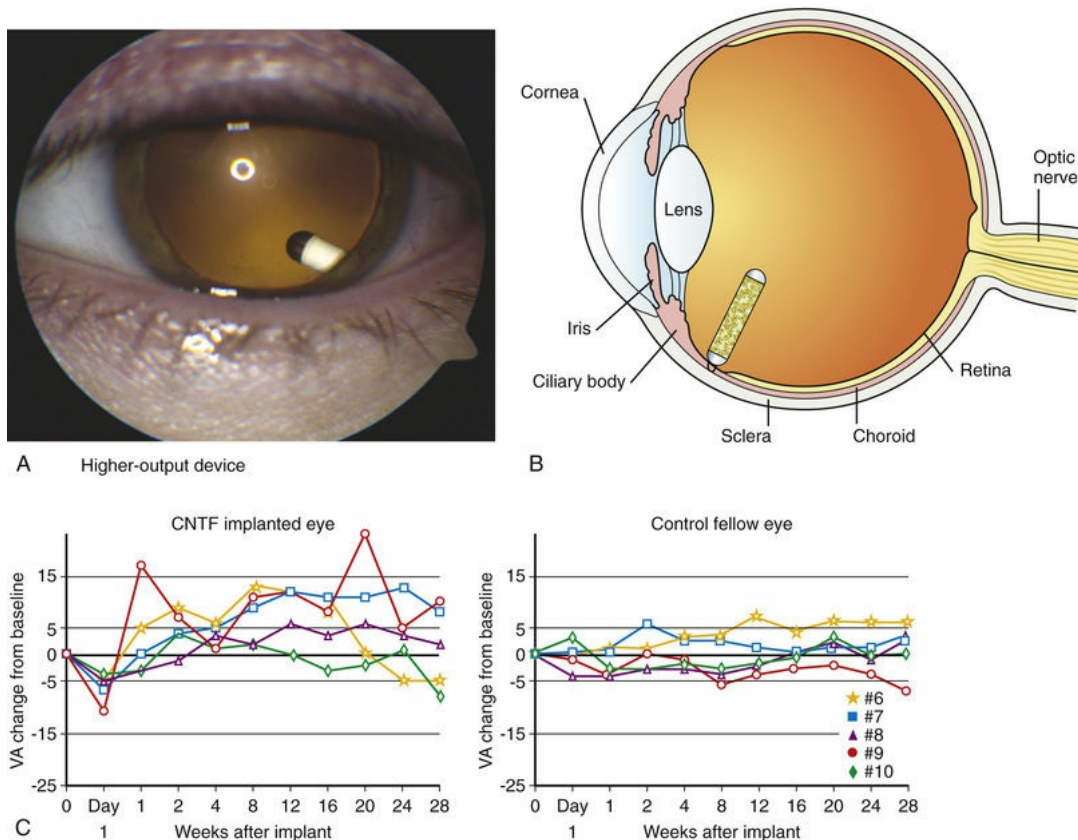 Cornea
Lens
Iris
Ciliary body
Sclera
Choroid
Retina
Optic
nerve
A
Higher-output device
B
CNTF implanted eye
VA change from baseline
15
5
0
-5
-15
-25
0 Day 1 2 4 8 12 16 20 24 28
1
Weeks after implant
C
Control fellow eye
VA change from baseline
15
5
0
-5
-15
-25
#6
#7
#8
#9
#10
0 Day 1 2 4 8 12 16 20 24 28
1
Weeks after implant